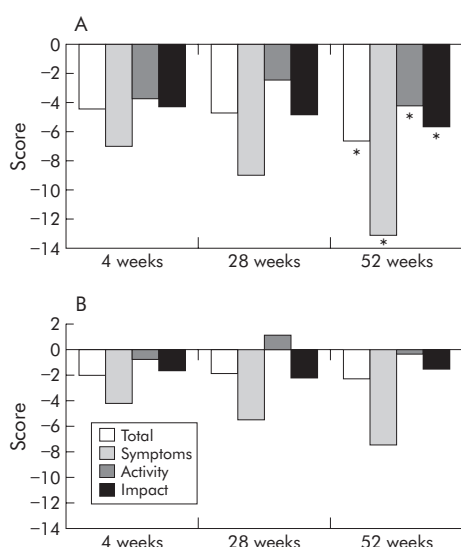 A
0
−2
−4
−6
−8
−10
−12
−14
Score
*
*
*
*
4 weeks
28 weeks
52 weeks
B
2
0
−2
−4
−6
−8
−10
−12
−14
Score
Total
Symptoms
Activity
Impact
4 weeks
28 weeks
52 weeks